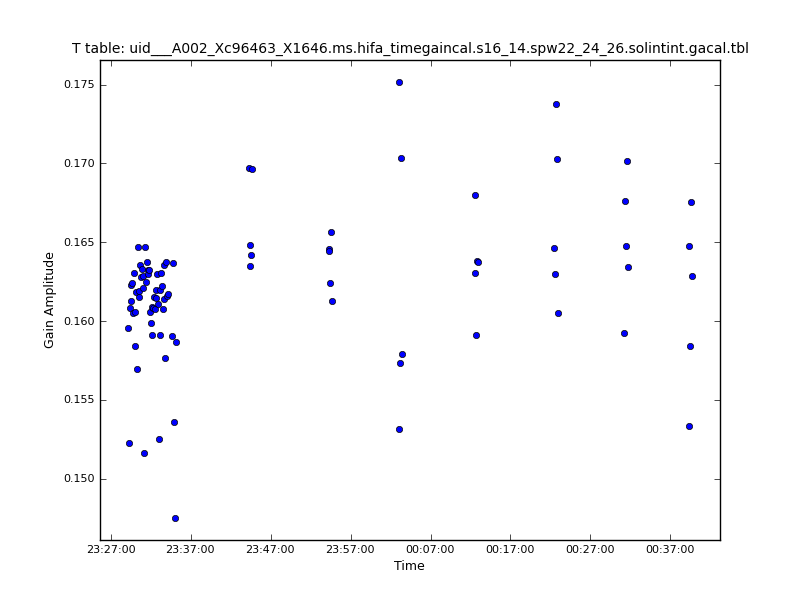 T table: uid___A002_Xc96463_X1646.ms.hifa_timegaincal.s16_14.spw22_24_26.solintint.gacal.tbl
0.175
0.170
0.165
0.160
0.155
0.150
Gain Amplitude
23:27:00 23:37:00 23:47:00 23:57:00 00:07:00 00:17:00 00:27:00 00:37:00
Time